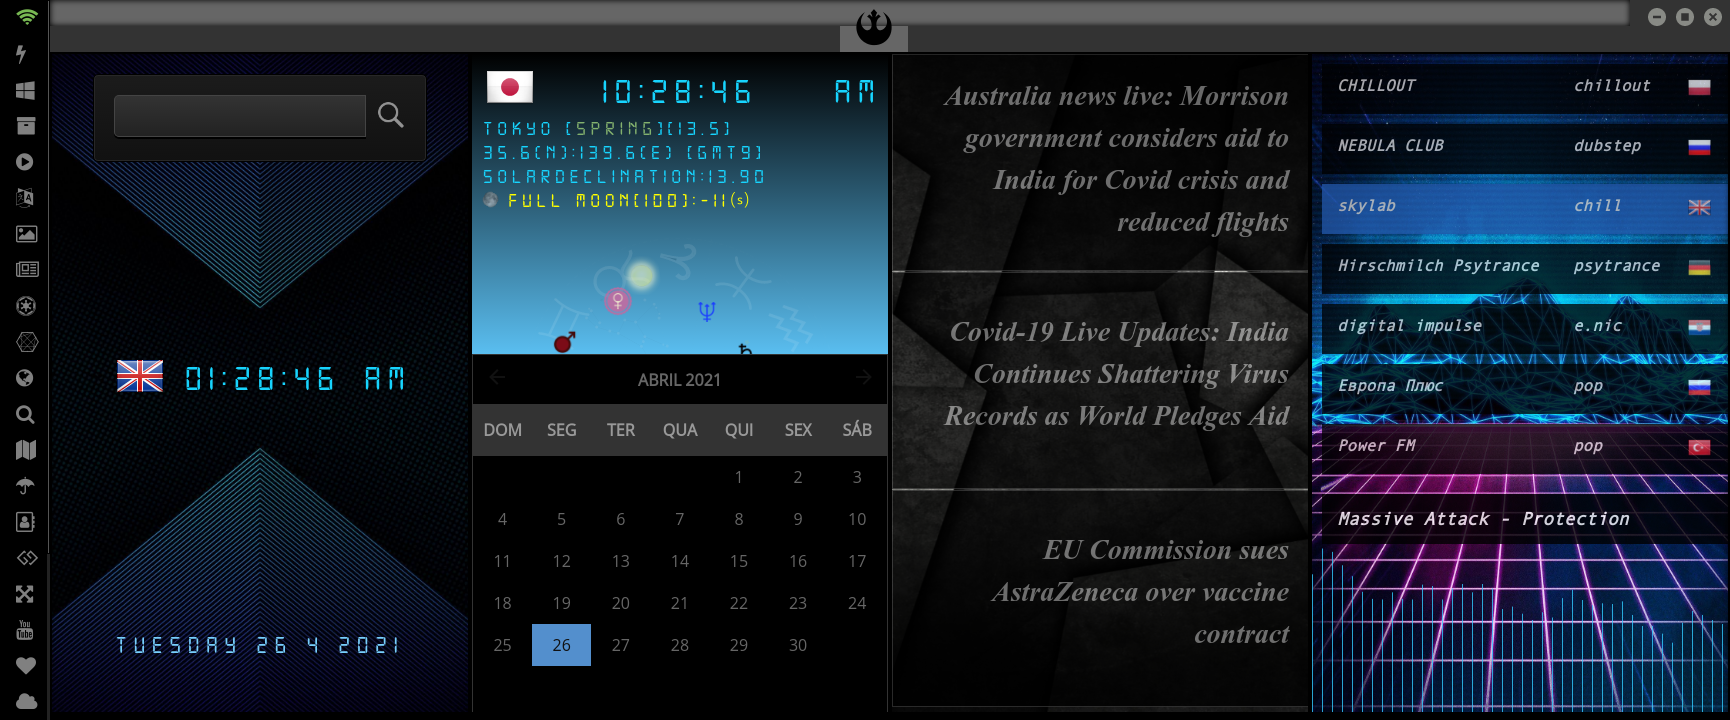 01:28:46 AM
TUESDAY 26 4 2021
10:28:46 AM
TOKYO [SPRING][13.5]
35.6(N):139.6(E) [GMT9]
SOLARDECLINATION:13.90
FULL MOON[100]:-11(s)
ABRIL 2021
DOM SEG TER QUA QUI SEX SÁB
1 2 3
4 5 6 7 8 9 10
11 12 13 14 15 16 17
18 19 20 21 22 23 24
25 26 27 28 29 30
Australia news live: Morrison
government considers aid to
India for Covid crisis and
reduced flights
Covid-19 Live Updates: India
Continues Shattering Virus
Records as World Pledges Aid
EU Commission sues
AstraZeneca over vaccine
contract
CHILLOUT chillout
NEBULA CLUB dubstep
skylab chill
Hirschmilch Psytrance psytrance
digital impulse e.nic
Европа Плюс pop
Power FM pop
Massive Attack - Protection
You
Tube